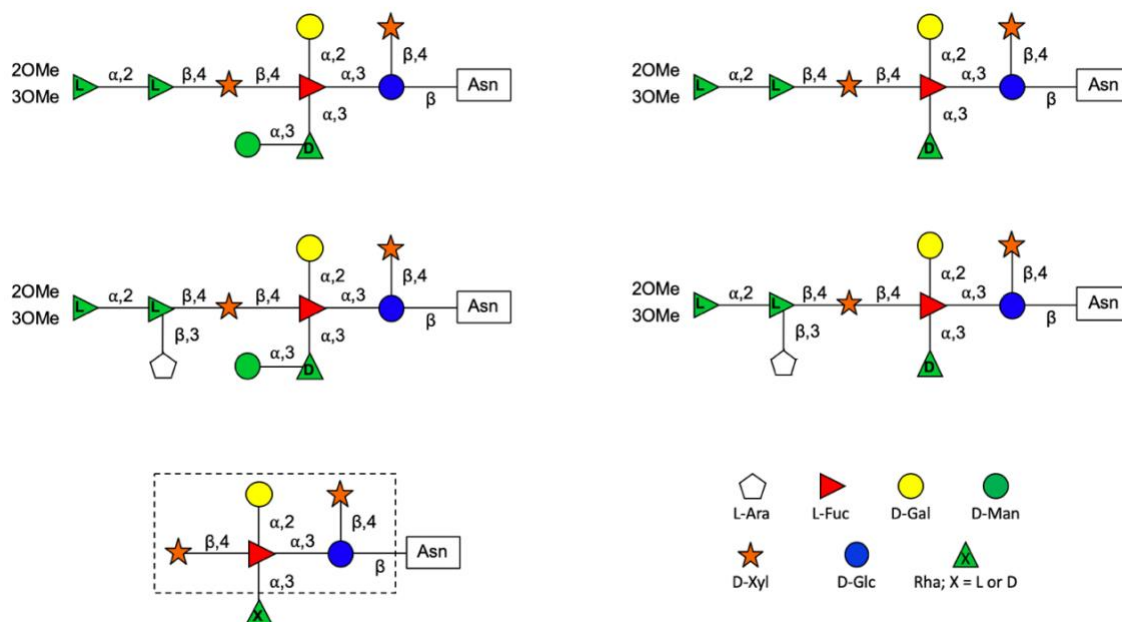 α,2 β,4
2OMe α,2 β,4 β,4 α,3 β Asn
3OMe
α,3
α,3
L L D
α,2 β,4
2OMe α,2 β,4 β,4 α,3 β Asn
3OMe
α,3
L L D
α,2 β,4
2OMe α,2 β,4 β,4 α,3 β Asn
3OMe
β,3 α,3 α,3
L L D
α,2 β,4
2OMe α,2 β,4 β,4 α,3 β Asn
3OMe
β,3 α,3
L L D
α,2 β,4
β,4 α,3 β Asn
α,3
X
L-Ara L-Fuc D-Gal D-Man
X
D-Xyl D-Glc Rha; X = L or D